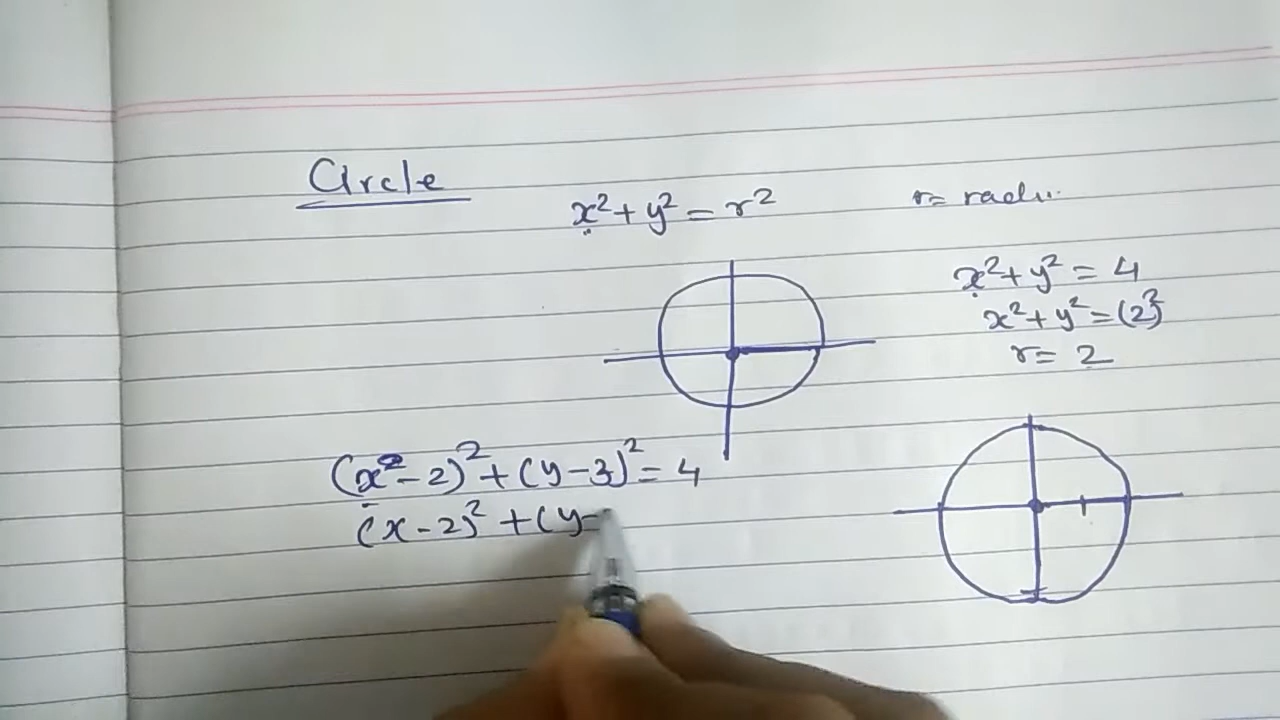 Circle
x² + y² = r²
r =
x² + y² = 4
x² + y² = (2)²
r = 2
(x - 2)² + (y - 3)² = 4
(x - 2)² + (y -